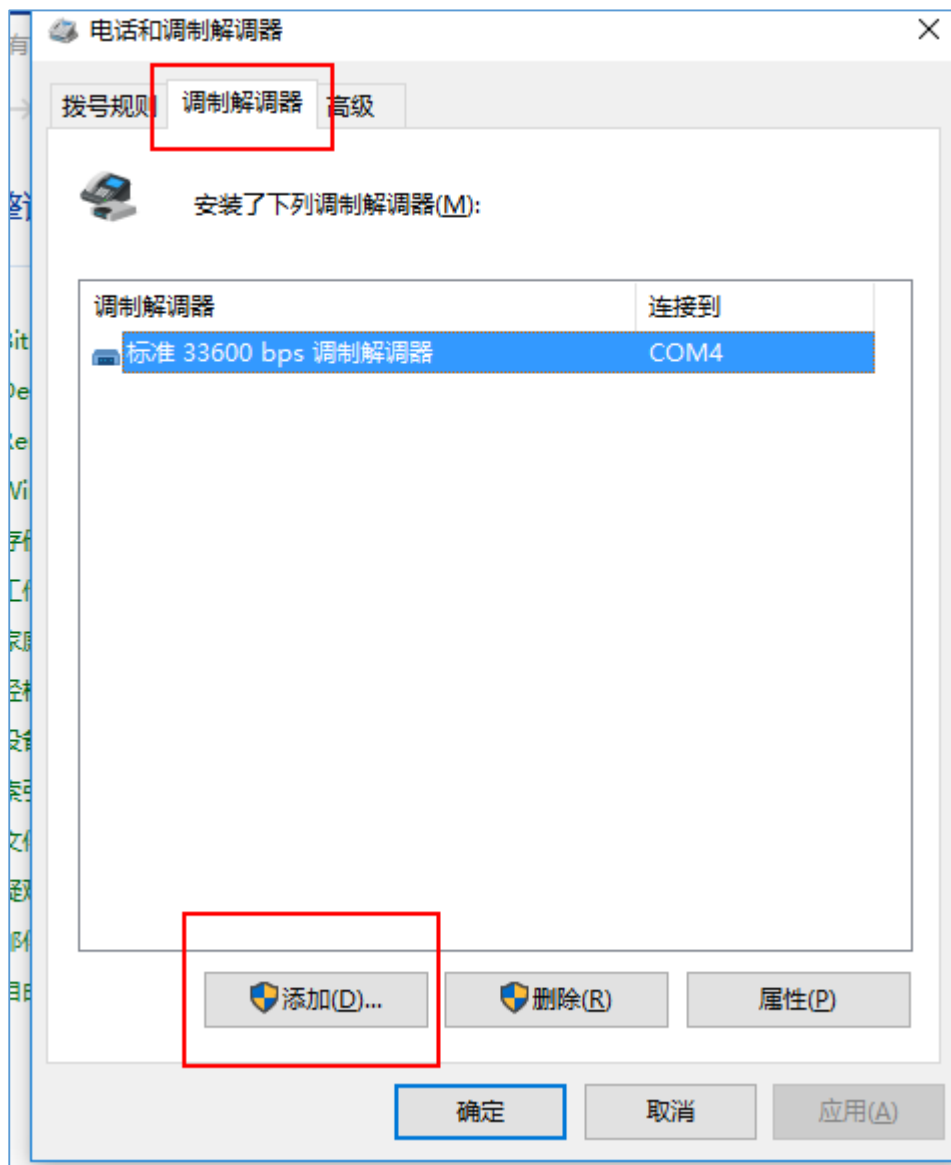 电话和调制解调器
拨号规则 调制解调器 高级
安装了下列调制解调器(M):
调制解调器 连接到
标准 33600 bps 调制解调器 COM4
添加(D)... 删除(R) 属性(P)
确定 取消 应用(A)